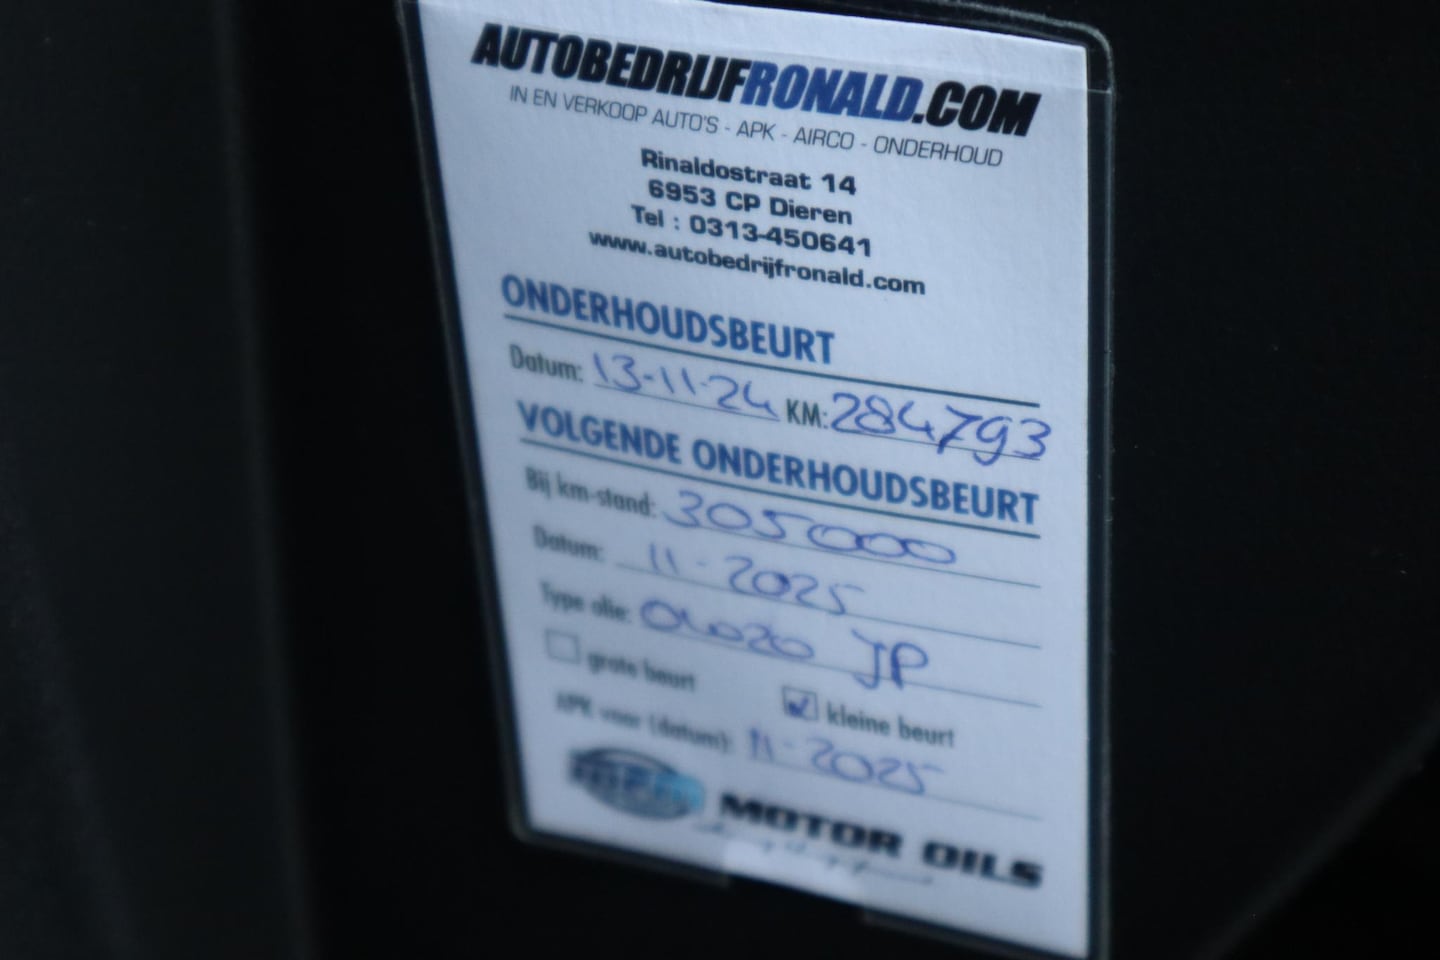 AUTOBEDRIJFRONALD.COM
IN EN VERKOOP AUTO'S - APK - AIRCO - ONDERHOUD
Rinaldostraat 14
6953 CP Dieren
Tel : 0313-450641
www.autobedrijfronald.com
ONDERHOUDSBEURT
Datum: 13-11-24 KM: 284793
VOLGENDE ONDERHOUDSBEURT
Bij km-stand: 305000
Datum: 11-2025
Type olie: 0W020 JP
grote beurt kleine beurt
APK voor (datum): 11-2025
MOTOR OILS